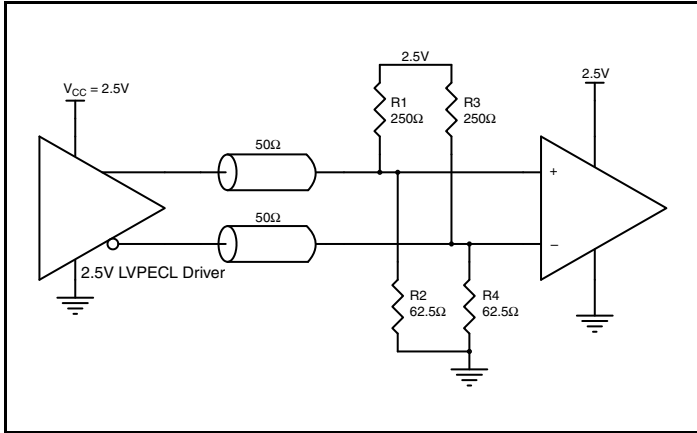 2.5V
V_CC = 2.5V
2.5V
R1
250Ω
R3
250Ω
50Ω
+
50Ω
–
2.5V LVPECL Driver
R2
62.5Ω
R4
62.5Ω